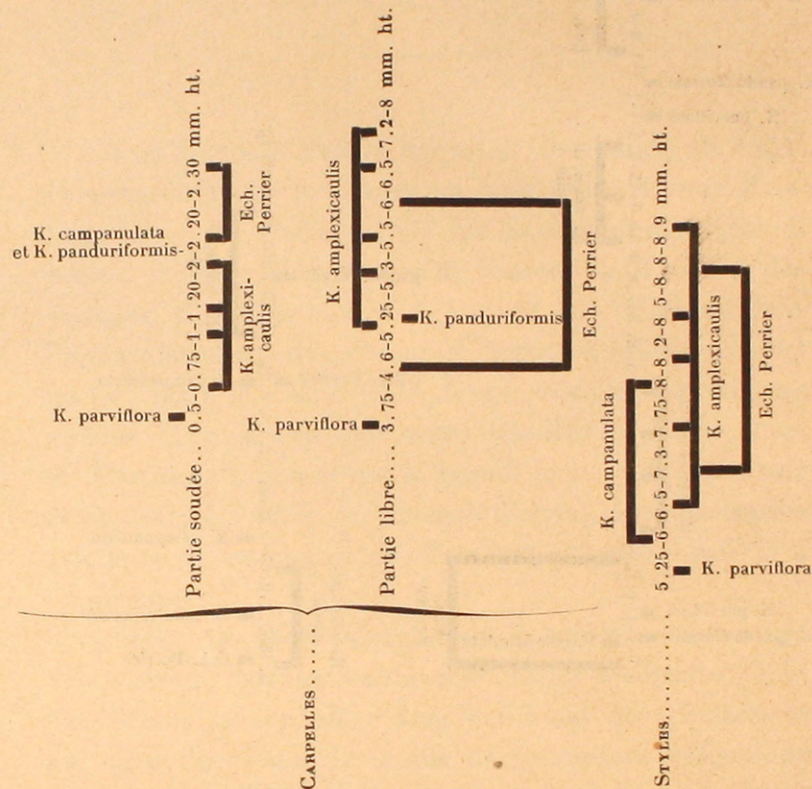 CARPELLES......
Partie soudée.. 0.5-0.75-1-1.20-2-2.20-2.30 mm. ht.
K. parviflora
K. amplexi-
caulis
K. campanulata
et K. panduriformis-
Ech.
Perrier
Partie libre.... 3.75-4.6-5.25-5.3-5.5-6-6.5-7.2-8 mm. ht.
K. parviflora
K. amplexicaulis
K. panduriformis
Ech. Perrier
STYLES.......... 5.25-6-6.5-7.3-7.75-8-8.2-8 5-8.8-8.9 mm. ht.
K. parviflora
K. campanulata
K. amplexicaulis
Ech. Perrier